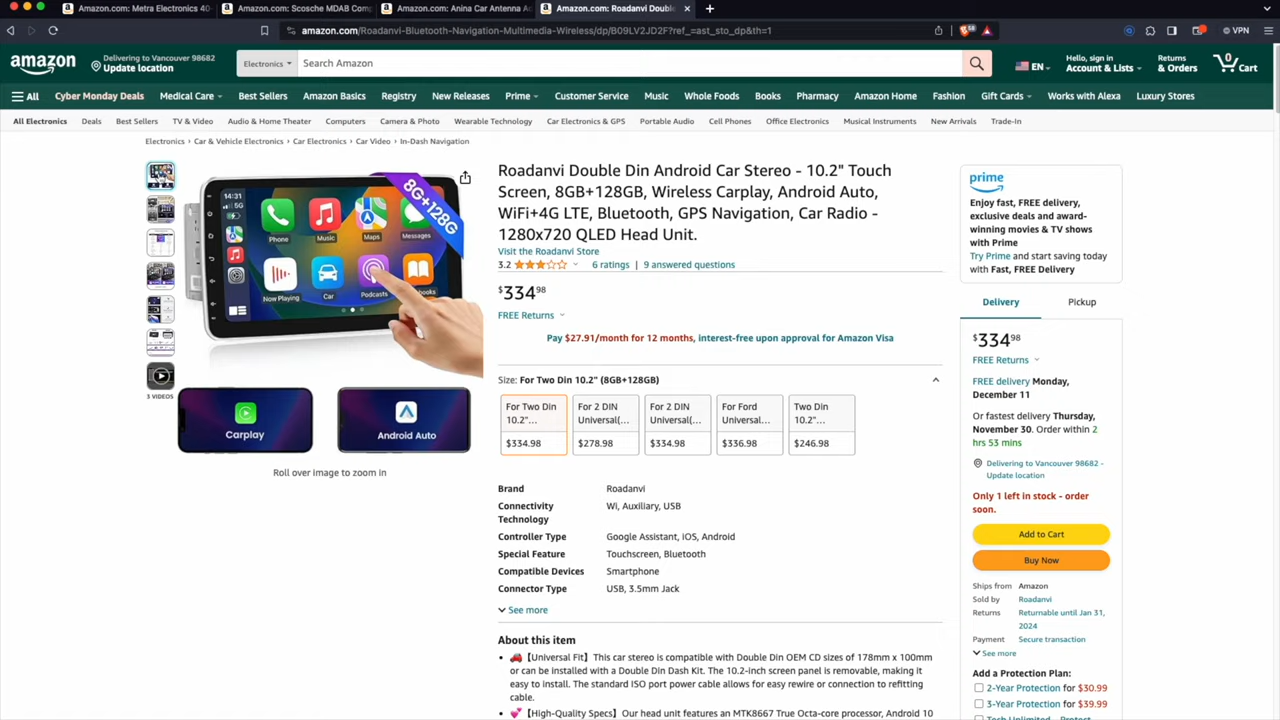 Amazon.com: Metra Electronics 40-
Amazon.com: Scosche MDAB Com
Amazon.com: Anina Car Antenna Ad
Amazon.com: Roadanvi Double
amazon.com/Roadanvi-Bluetooth-Navigation-Multimedia-Wireless/dp/B09LV2JD2F?ref_=ast_sto_dp&th=1
VPN
amazon
Delivering to Vancouver 98682
Update location
Electronics
Search Amazon
EN
Hello, sign in
Account & Lists
Returns
& Orders
0
Cart
All
Cyber Monday Deals
Medical Care
Best Sellers
Amazon Basics
Registry
New Releases
Prime
Customer Service
Music
Whole Foods
Books
Pharmacy
Amazon Home
Fashion
Gift Cards
Works with Alexa
Luxury Stores
All Electronics
Deals
Best Sellers
TV & Video
Audio & Home Theater
Computers
Camera & Photo
Wearable Technology
Car Electronics & GPS
Portable Audio
Cell Phones
Office Electronics
Musical Instruments
New Arrivals
Trade-In
Electronics › Car & Vehicle Electronics › Car Electronics › Car Video › In-Dash Navigation
8G+128G
14:31
5G
Phone
Music
Maps
Messages
Now Playing
Car
Podcasts
Carplay
Android Auto
3 VIDEOS
Roll over image to zoom in
Roadanvi Double Din Android Car Stereo - 10.2" Touch
Screen, 8GB+128GB, Wireless Carplay, Android Auto,
WiFi+4G LTE, Bluetooth, GPS Navigation, Car Radio -
1280x720 QLED Head Unit.
Visit the Roadanvi Store
3.2
6 ratings | 9 answered questions
$334.98
FREE Returns
Pay $27.91/month for 12 months, interest-free upon approval for Amazon Visa
Size: For Two Din 10.2" (8GB+128GB)
For Two Din
10.2"…
$334.98
For 2 DIN
Universal(…
$278.98
For 2 DIN
Universal(…
$334.98
For Ford
Universal…
$336.98
Two Din
10.2"…
$246.98
Brand Roadanvi
Connectivity Wi, Auxiliary, USB
Technology
Controller Type Google Assistant, iOS, Android
Special Feature Touchscreen, Bluetooth
Compatible Devices Smartphone
Connector Type USB, 3.5mm Jack
See more
About this item
• 🚗【Universal Fit】This car stereo is compatible with Double Din OEM CD sizes of 178mm x 100mm
or can be installed with a Double Din Dash Kit. The 10.2-inch screen panel is removable, making it
easy to install. The standard ISO port power cable allows for easy rewire or connection to refitting
cable.
• 💕【High-Quality Specs】Our head unit features an MTK8667 True Octa-core processor, Android 10
prime
Enjoy fast, FREE delivery,
exclusive deals and award-
winning movies & TV shows
with Prime
Try Prime and start saving today
with Fast, FREE Delivery
Delivery
Pickup
$334.98
FREE Returns
FREE delivery Monday,
December 11
Or fastest delivery Thursday,
November 30. Order within 2
hrs 53 mins
Delivering to Vancouver 98682 -
Update location
Only 1 left in stock - order
soon.
Add to Cart
Buy Now
Ships from Amazon
Sold by Roadanvi
Returns Returnable until Jan 31,
2024
Payment Secure transaction
See more
Add a Protection Plan:
2-Year Protection for $30.99
3-Year Protection for $39.99
Tech Unlimited - Protect